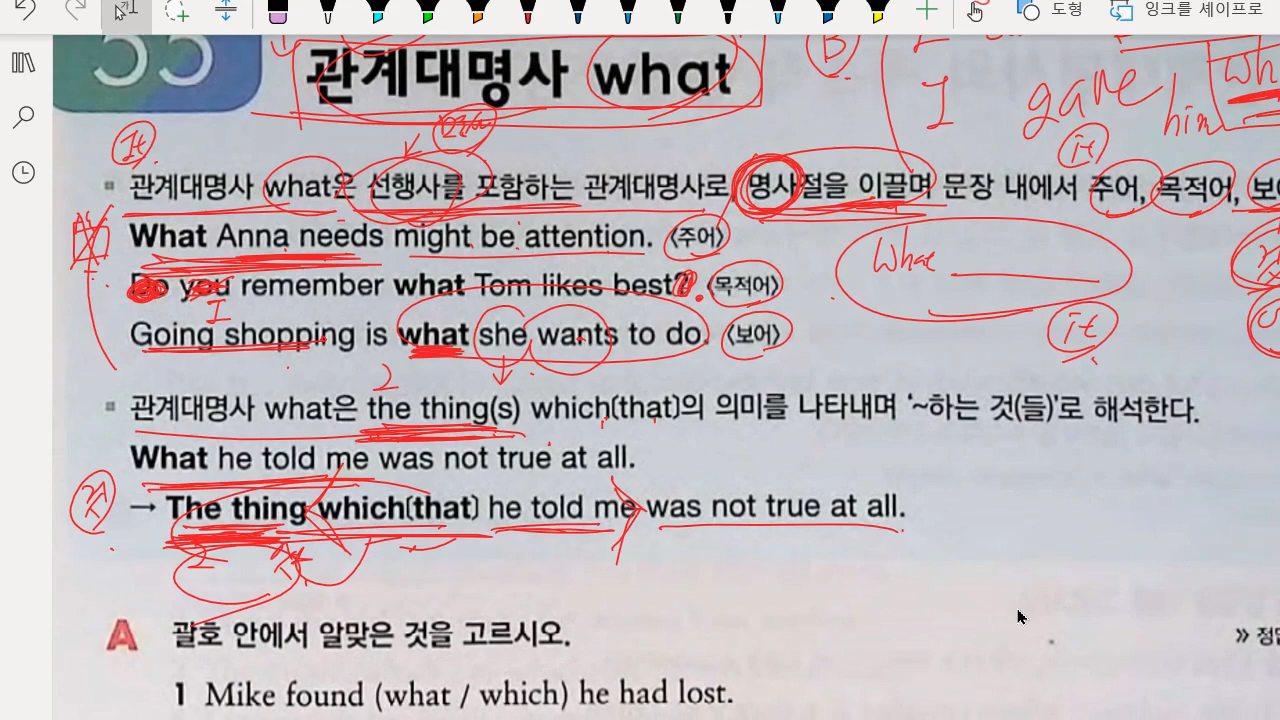 도형
잉크를 셰이프로
55
관계대명사 what
B
I gave him
It
it
관계대명사 what은 선행사를 포함하는 관계대명사로, 명사절을 이끌며 문장 내에서 주어, 목적어,
What Anna needs might be attention. <주어>
What
Do you remember what Tom likes best? <목적어>
I
Going shopping is what she wants to do. <보어>
it
2
관계대명사 what은 the thing(s) which(that)의 의미를 나타내며 '~하는 것(들)'로 해석한다.
What he told me was not true at all.
→ The thing which(that) he told me was not true at all.
A 괄호 안에서 알맞은 것을 고르시오.
1 Mike found (what / which) he had lost.